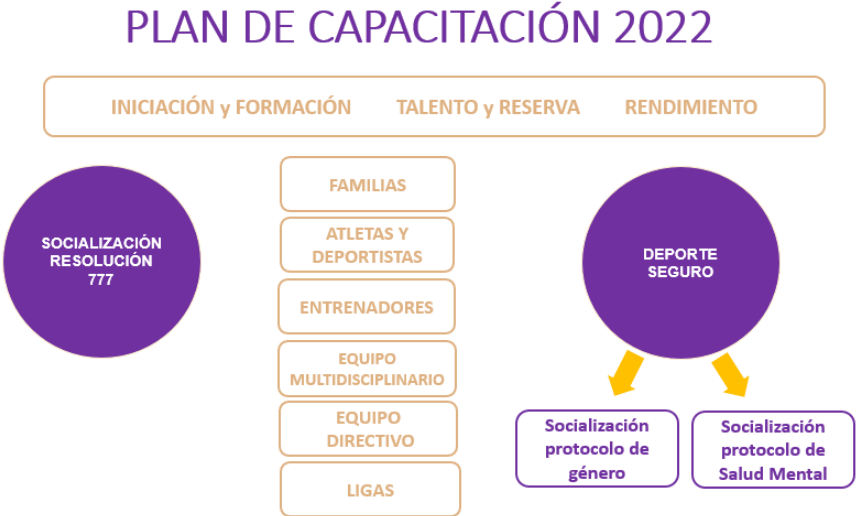 PLAN DE CAPACITACIÓN 2022
INICIACIÓN y FORMACIÓN TALENTO y RESERVA RENDIMIENTO
SOCIALIZACIÓN
RESOLUCIÓN
777
FAMILIAS
ATLETAS Y
DEPORTISTAS
ENTRENADORES
EQUIPO
MULTIDISCIPLINARIO
EQUIPO
DIRECTIVO
LIGAS
DEPORTE
SEGURO
Socialización
protocolo de
género
Socialización
protocolo de
Salud Mental